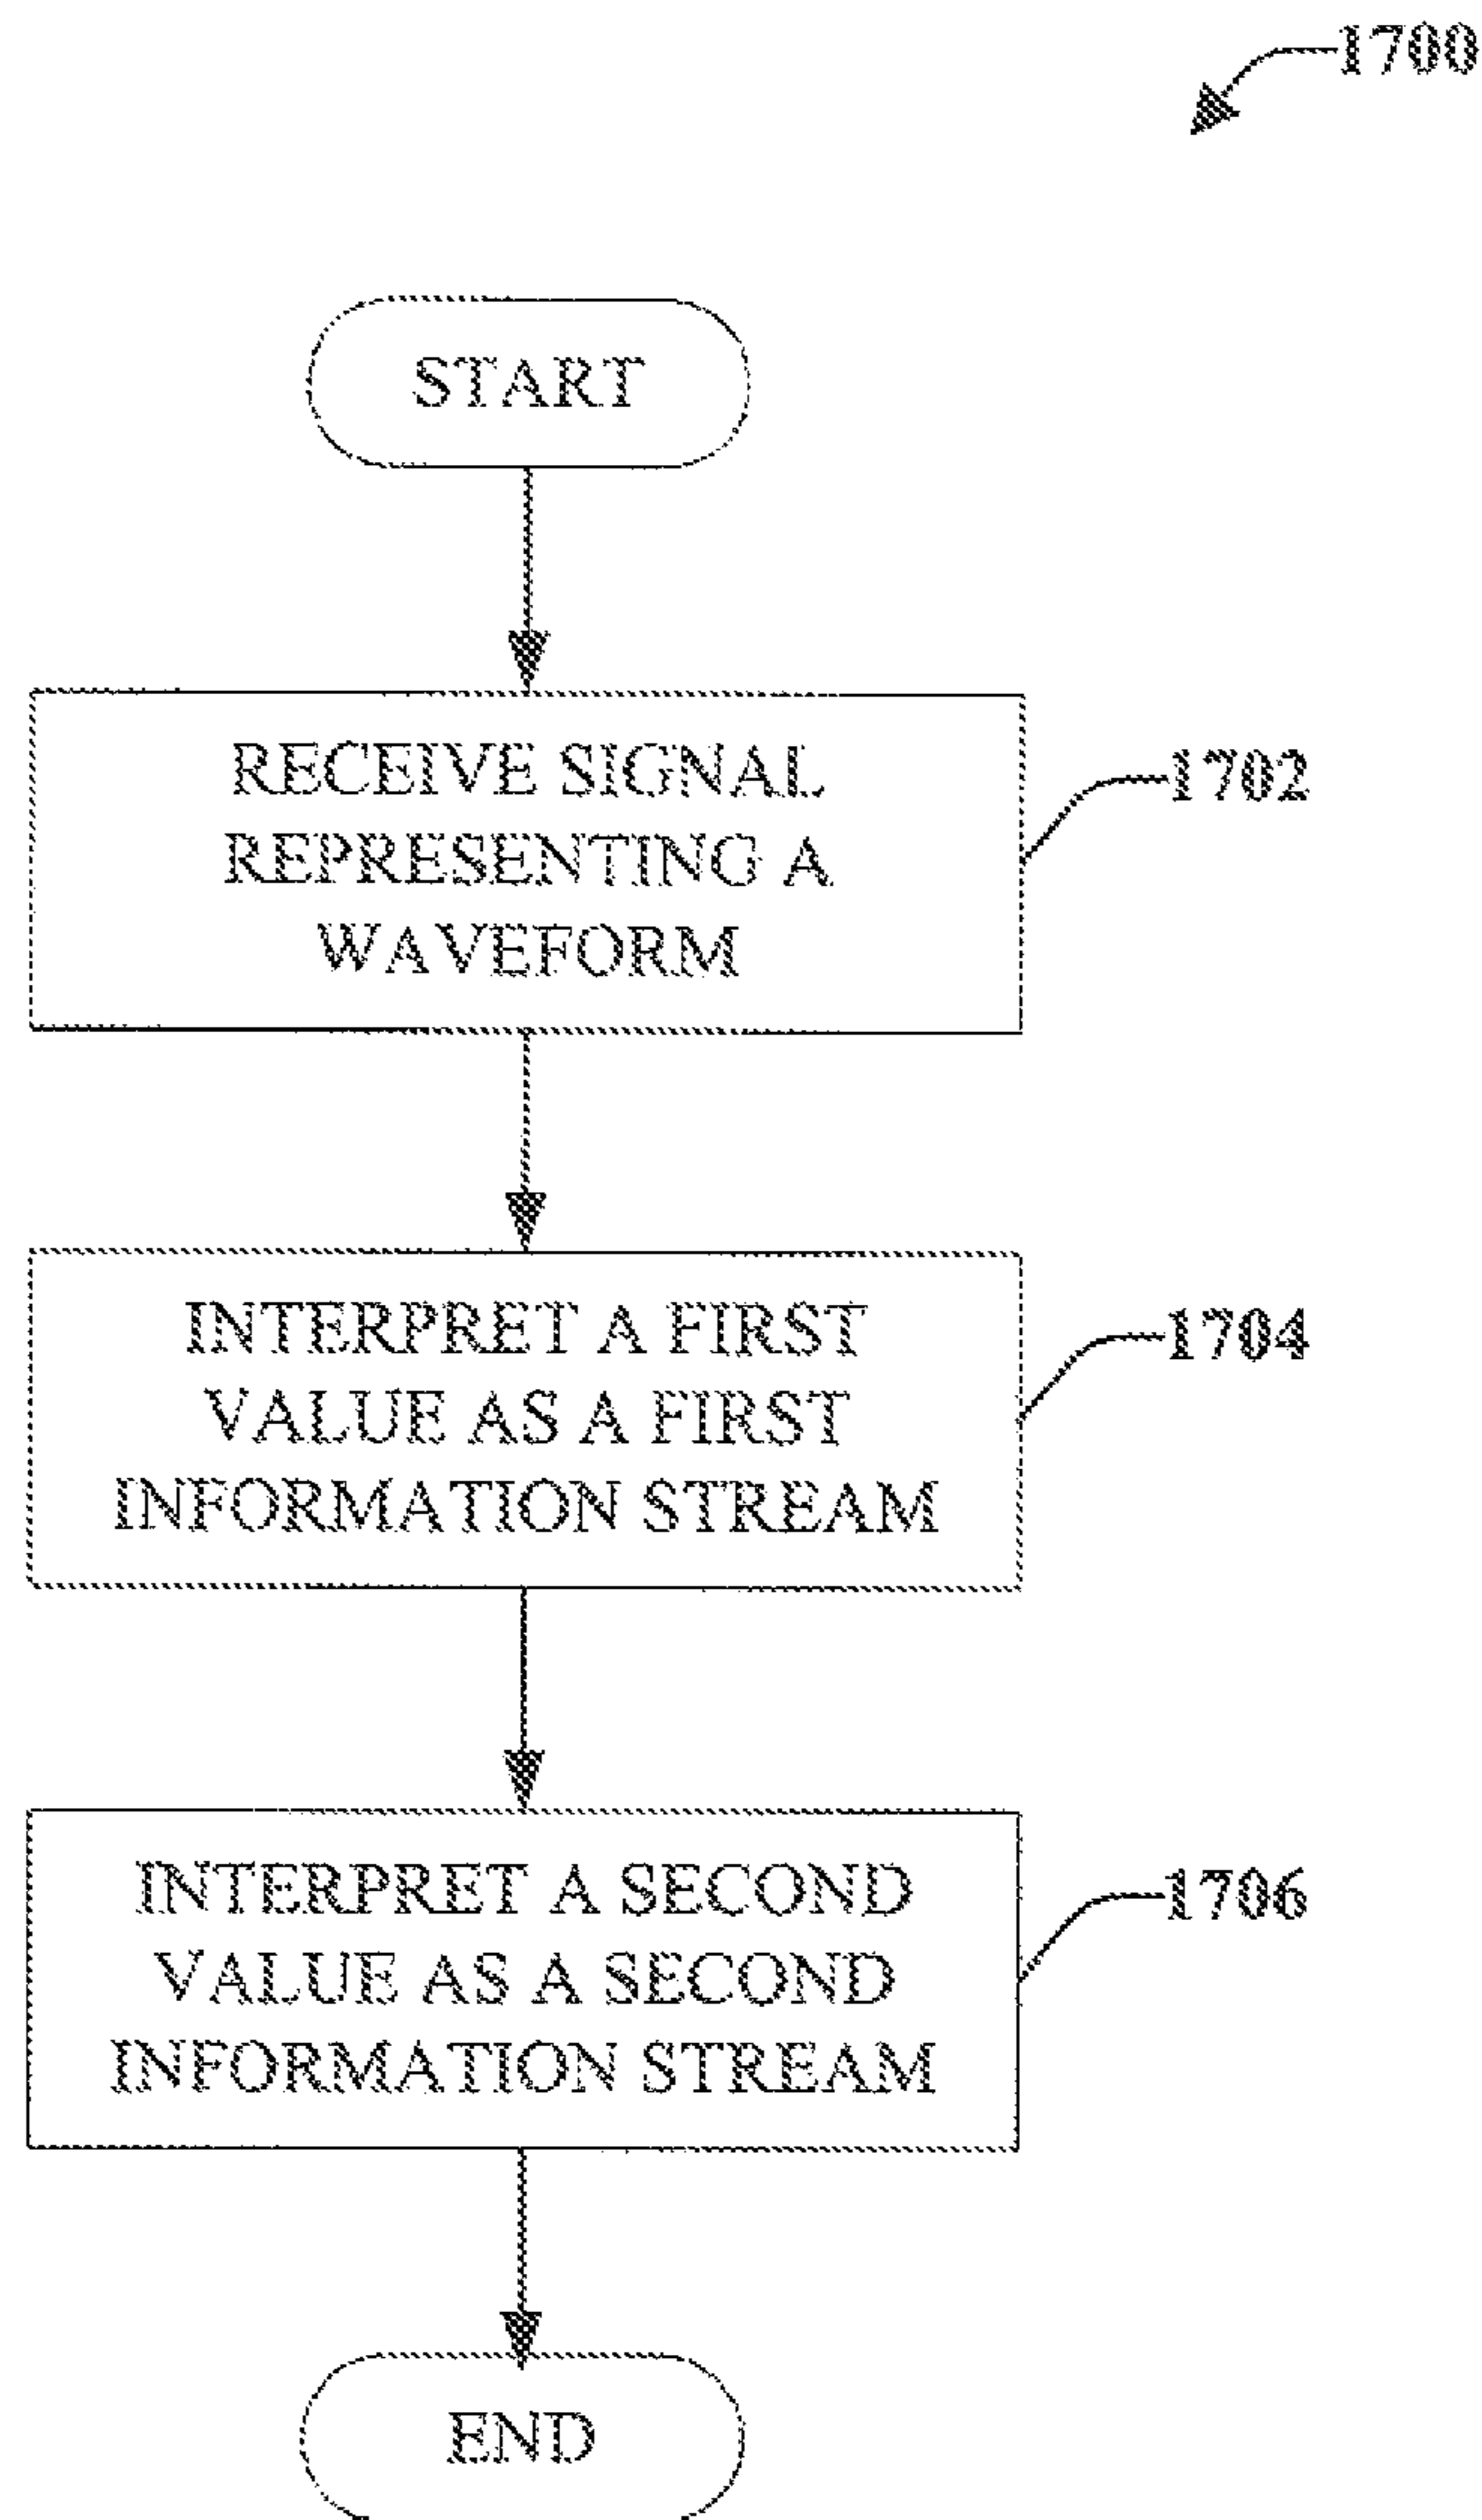 1700
START
RECEIVE SIGNAL
REPRESENTING A
WAVEFORM
1702
INTERPRET A FIRST
VALUE AS A FIRST
INFORMATION STREAM
1704
INTERPRET A SECOND
VALUE AS A SECOND
INFORMATION STREAM
1706
END